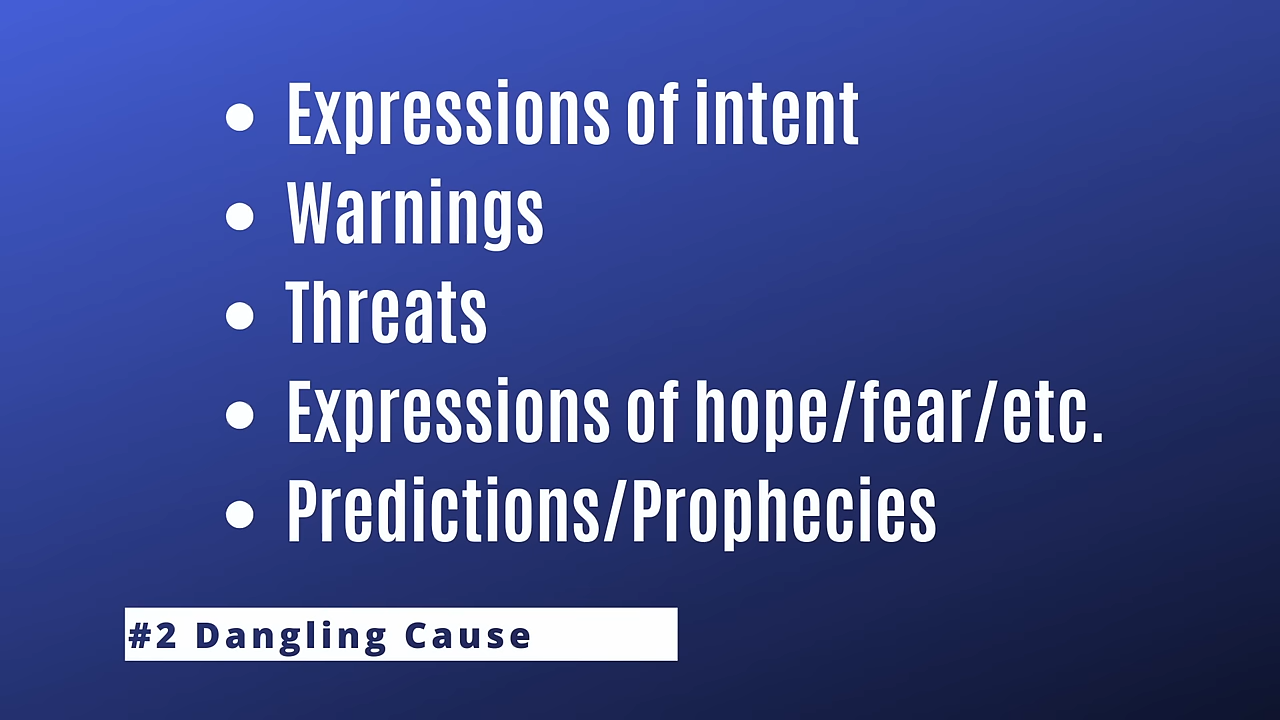 • Expressions of intent
• Warnings
• Threats
• Expressions of hope/fear/etc.
• Predictions/Prophecies
#2 Dangling Cause